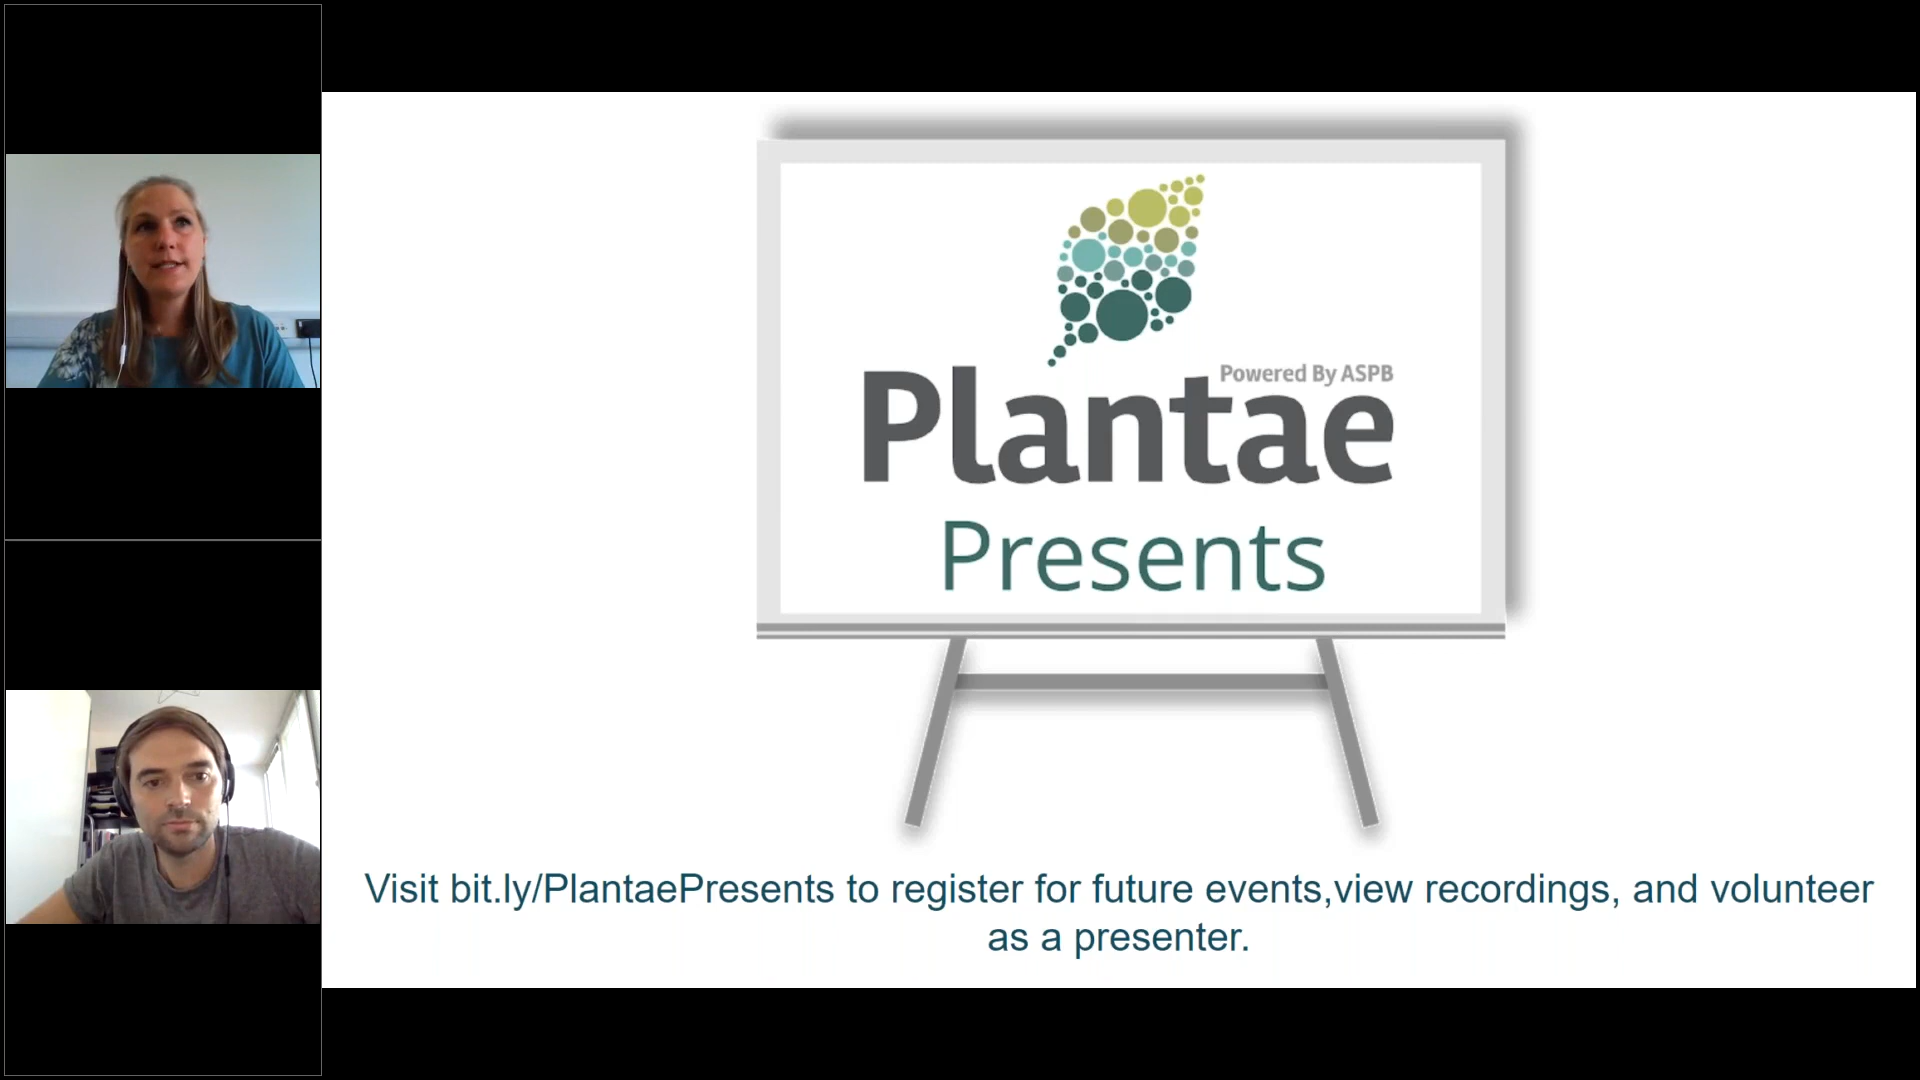 Powered By ASPB
Plantae
Presents
Visit bit.ly/PlantaePresents to register for future events,view recordings, and volunteer
as a presenter.